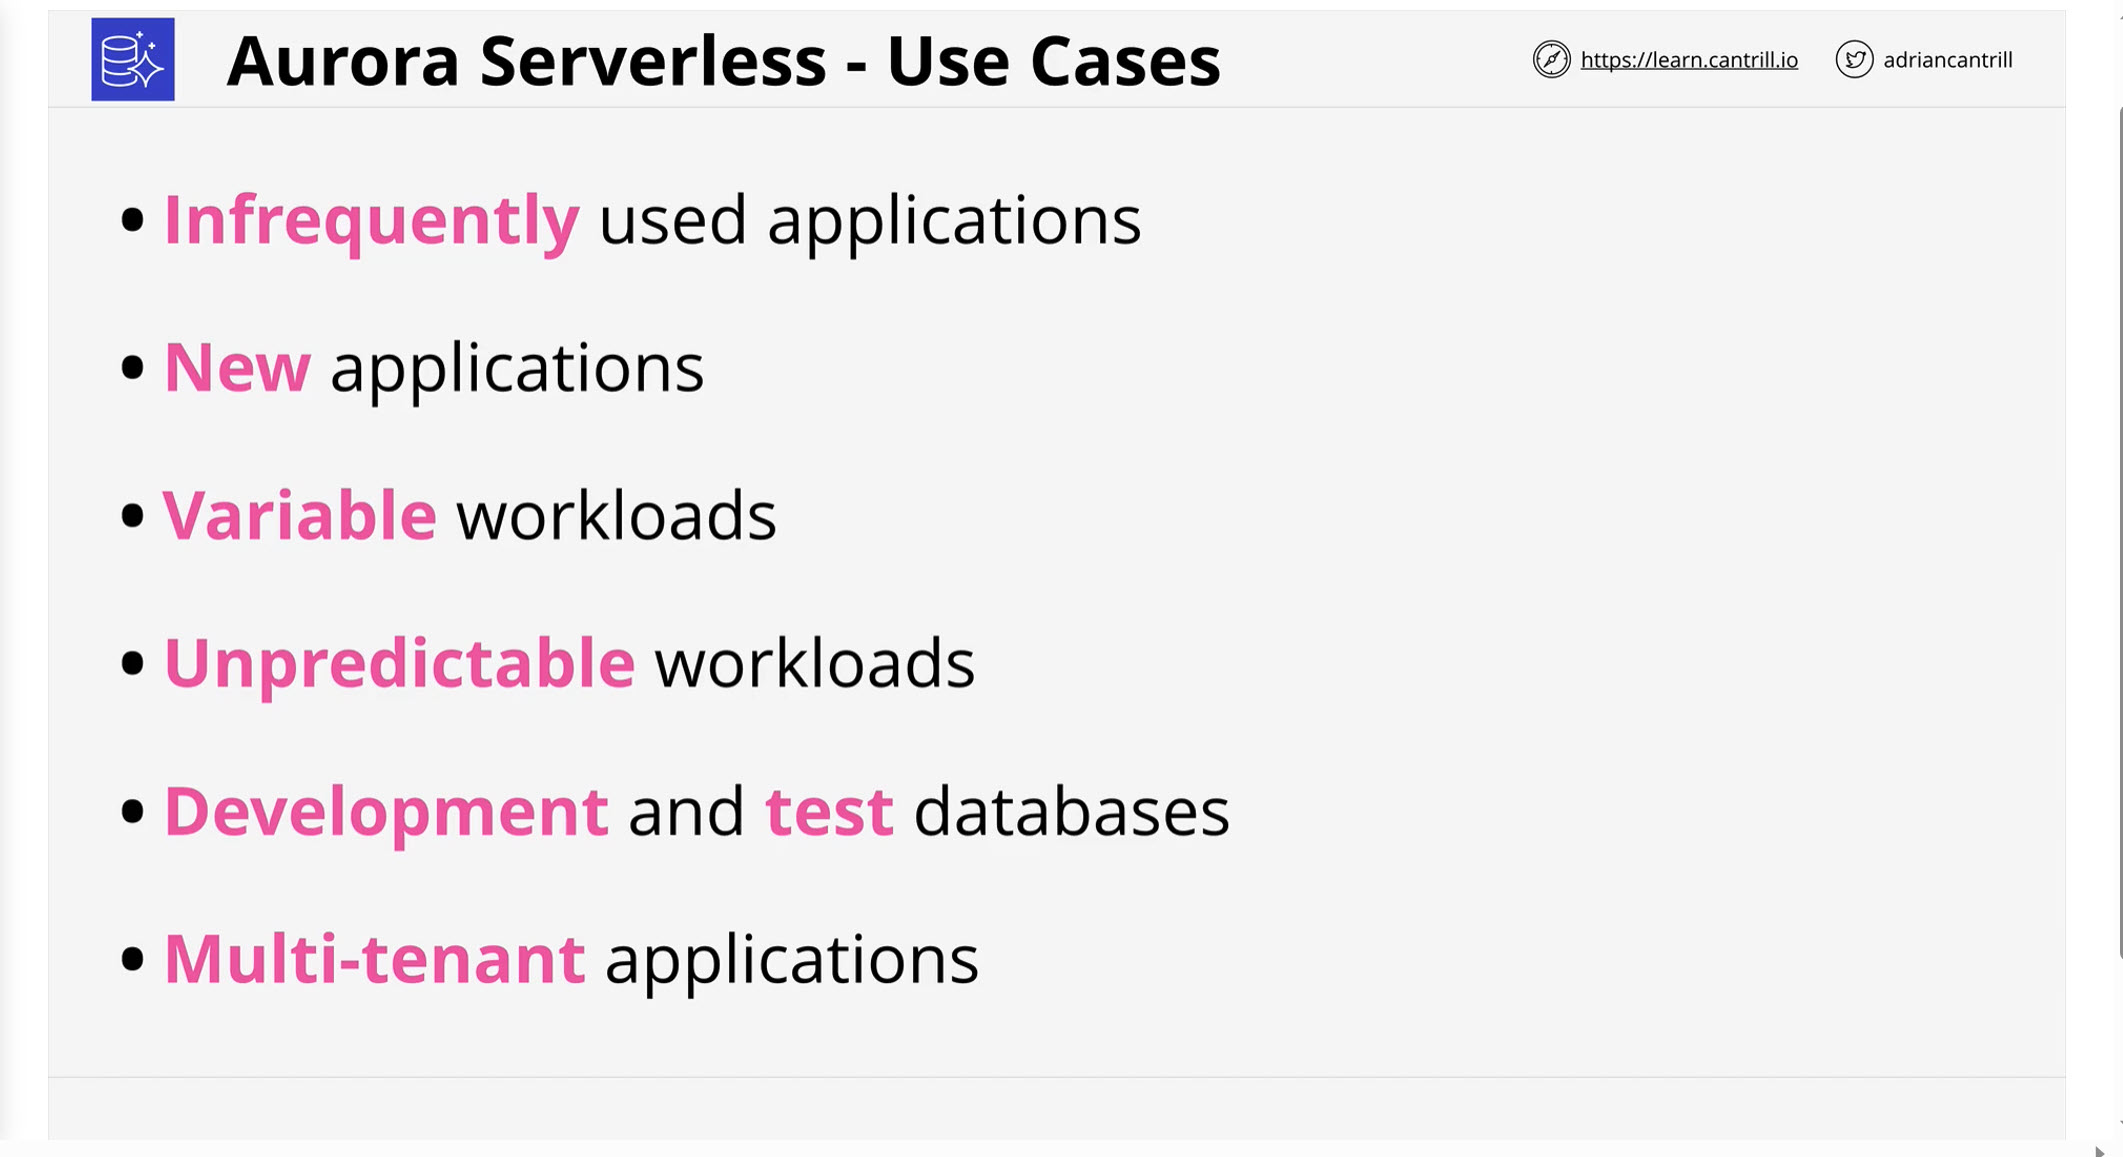 Aurora Serverless - Use Cases
https://learn.cantrill.io
adriancantrill
• Infrequently used applications
• New applications
• Variable workloads
• Unpredictable workloads
• Development and test databases
• Multi-tenant applications